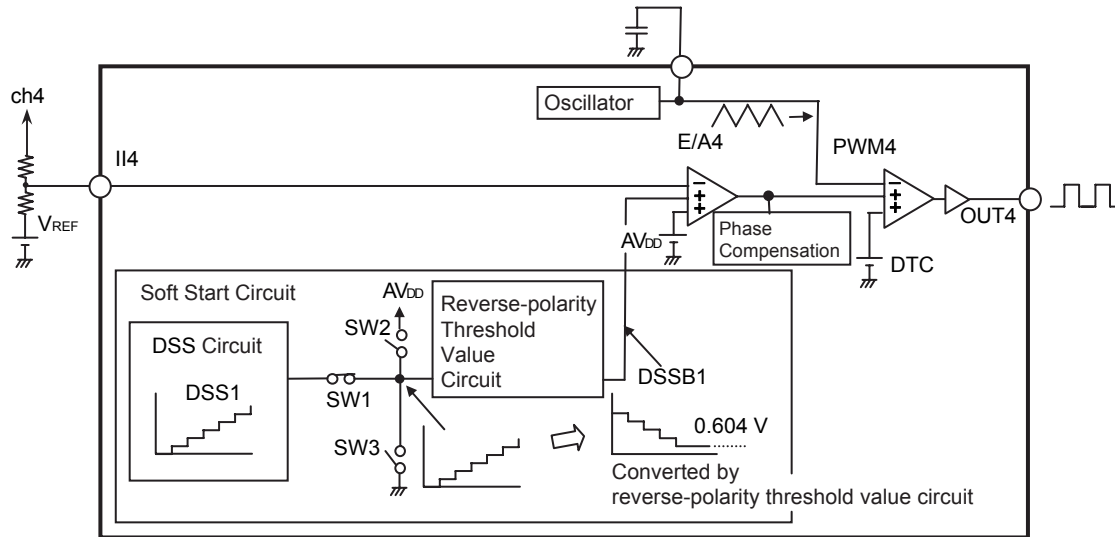 ch4
II4
VREF
Oscillator
E/A4
PWM4
−
+
+
−
+
+
AVDD
Phase
Compensation
DTC
OUT4
Soft Start Circuit
DSS Circuit
DSS1
SW1
AVDD
SW2
SW3
Reverse-polarity
Threshold
Value
Circuit
DSSB1
0.604 V
Converted by
reverse-polarity threshold value circuit